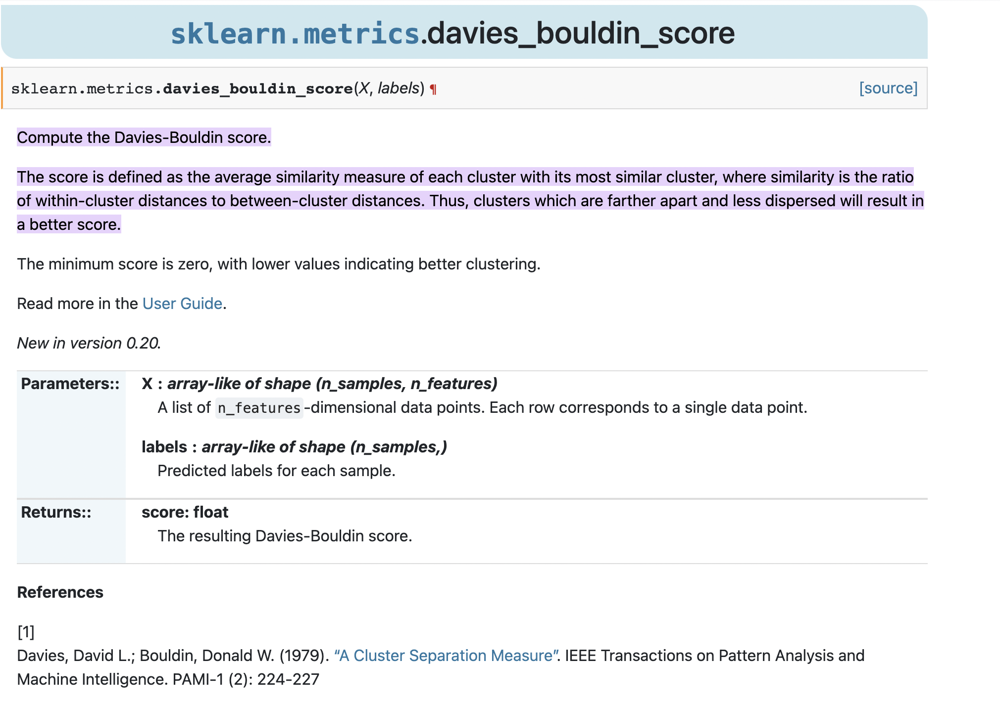 sklearn.metrics.davies_bouldin_score
sklearn.metrics.davies_bouldin_score(X, labels) ¶ [source]
Compute the Davies-Bouldin score.
The score is defined as the average similarity measure of each cluster with its most similar cluster, where similarity is the ratio
of within-cluster distances to between-cluster distances. Thus, clusters which are farther apart and less dispersed will result in
a better score.
The minimum score is zero, with lower values indicating better clustering.
Read more in the User Guide.
New in version 0.20.
Parameters:: X : array-like of shape (n_samples, n_features)
A list of n_features-dimensional data points. Each row corresponds to a single data point.
labels : array-like of shape (n_samples,)
Predicted labels for each sample.
Returns:: score: float
The resulting Davies-Bouldin score.
References
[1]
Davies, David L.; Bouldin, Donald W. (1979). “A Cluster Separation Measure”. IEEE Transactions on Pattern Analysis and
Machine Intelligence. PAMI-1 (2): 224-227